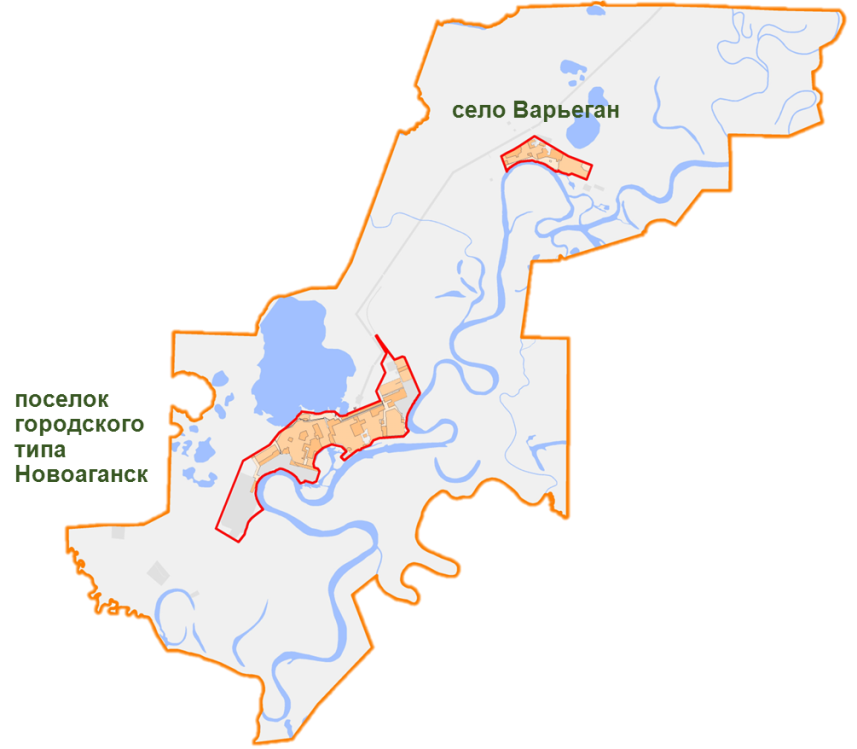 село Варьеган
поселок
городского
типа
Новоаганск